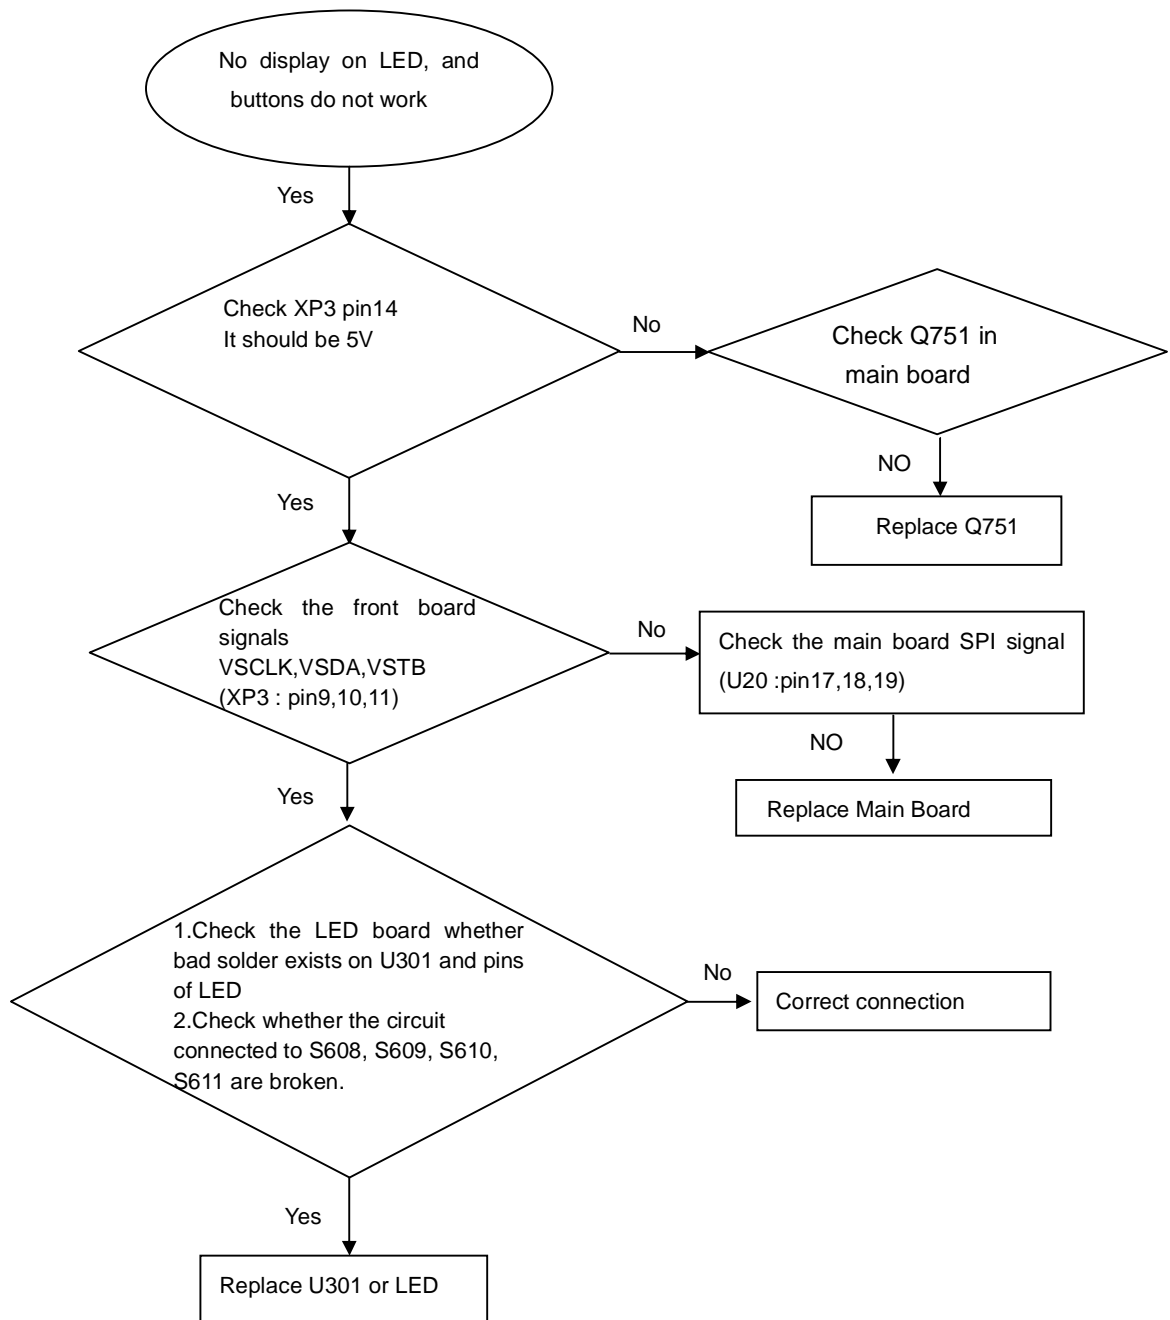 No display on LED, and
buttons do not work
Yes
Check XP3 pin14
It should be 5V
No
Check Q751 in
main board
NO
Replace Q751
Yes
Check the front board
signals
VSCLK,VSDA,VSTB
(XP3 : pin9,10,11)
No
Check the main board SPI signal
(U20 :pin17,18,19)
NO
Replace Main Board
Yes
1.Check the LED board whether
bad solder exists on U301 and pins
of LED
2.Check whether the circuit
connected to S608, S609, S610,
S611 are broken.
No
Correct connection
Yes
Replace U301 or LED